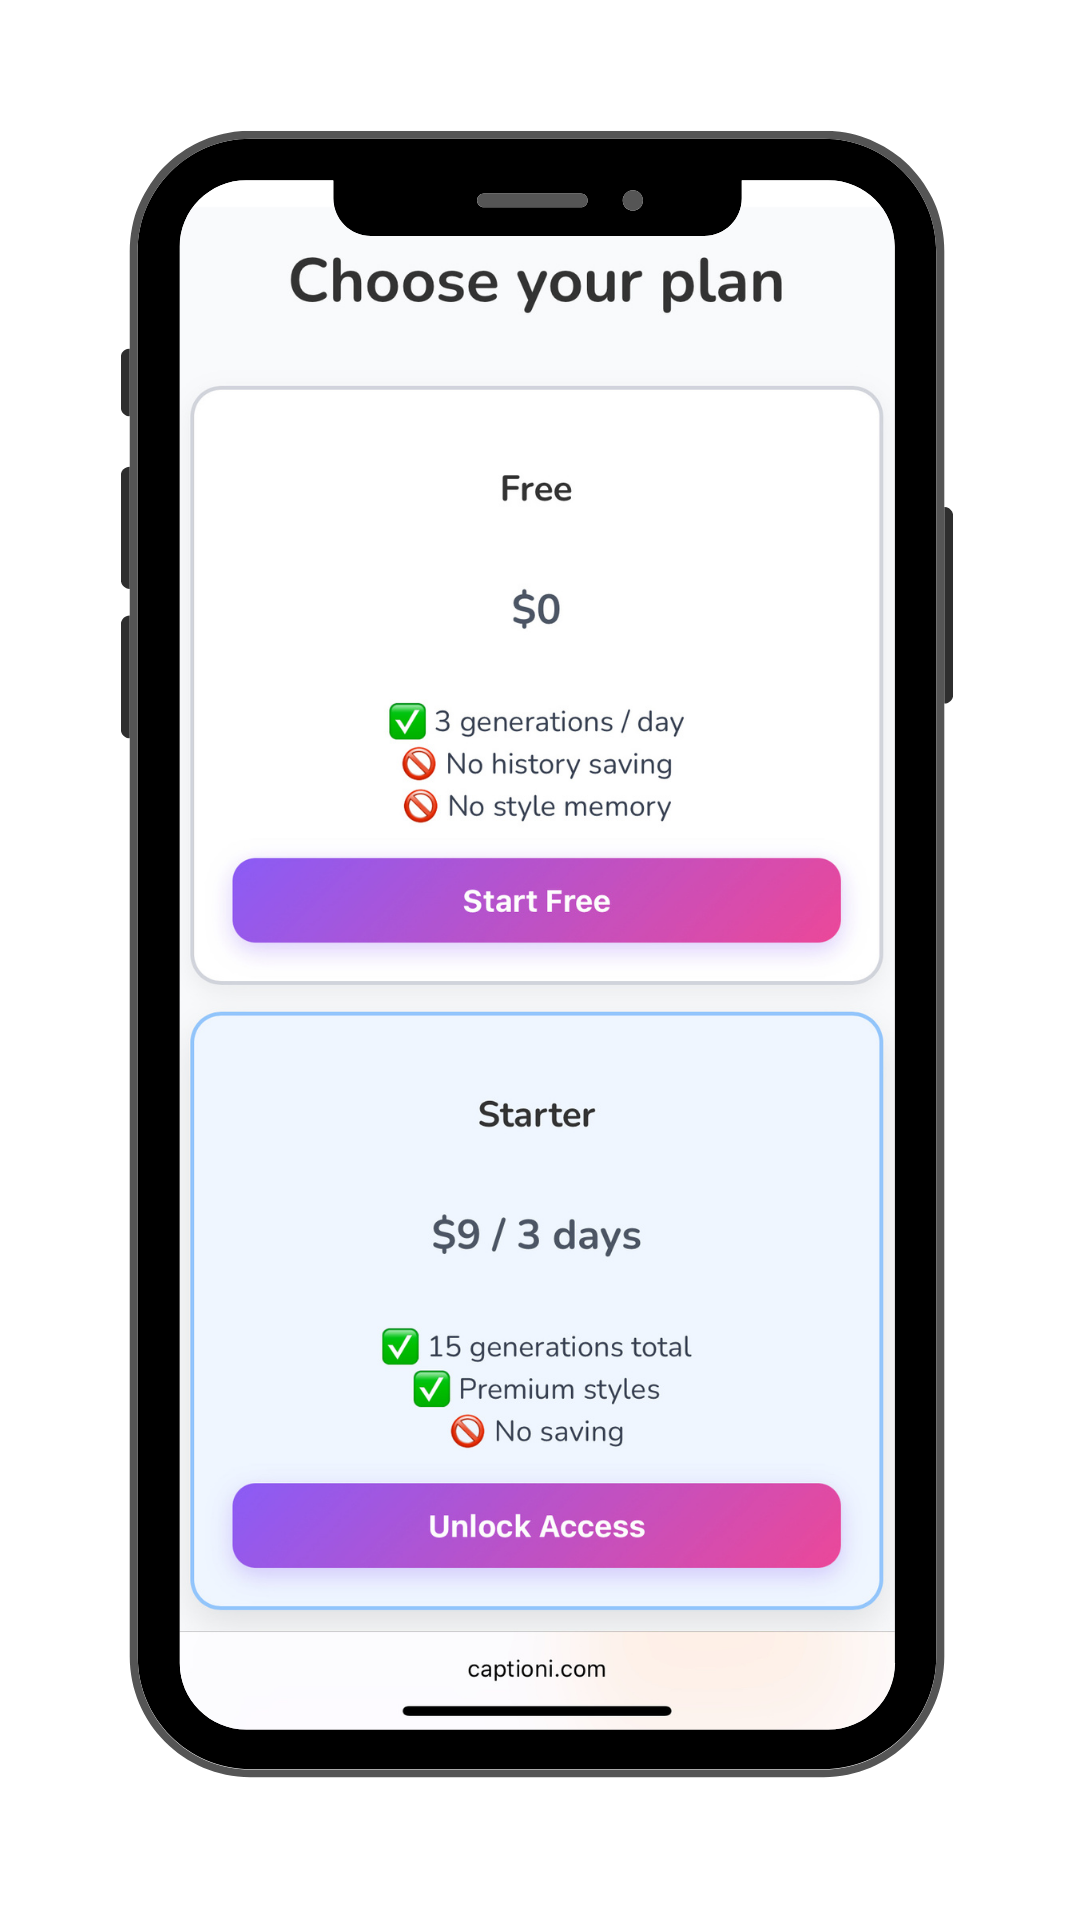 Choose your plan
Free
$0
✅ 3 generations / day
🚫 No history saving
🚫 No style memory
Start Free
Starter
$9 / 3 days
✅ 15 generations total
✅ Premium styles
🚫 No saving
Unlock Access
captioni.com